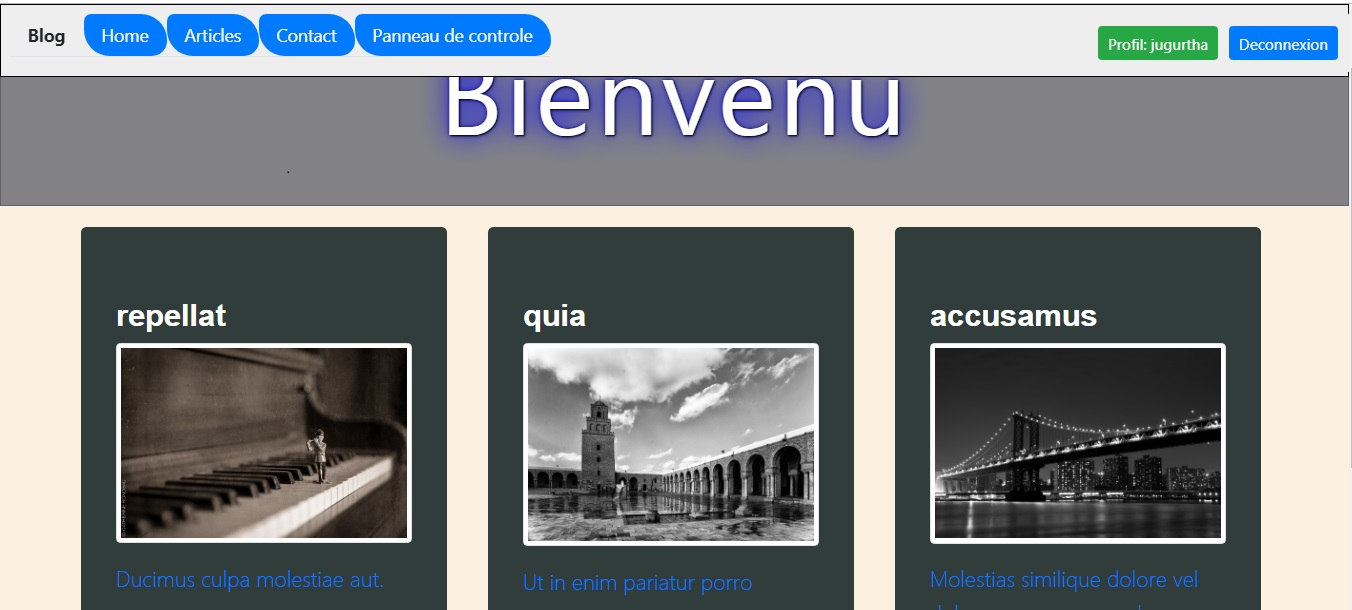 Blog Home Articles Contact Panneau de controle Profil: jugurtha Deconnexion
Bienvenu
.
repellat
quia
accusamus
Ducimus culpa molestiae aut.
Ut in enim pariatur porro
Molestias similique dolore vel